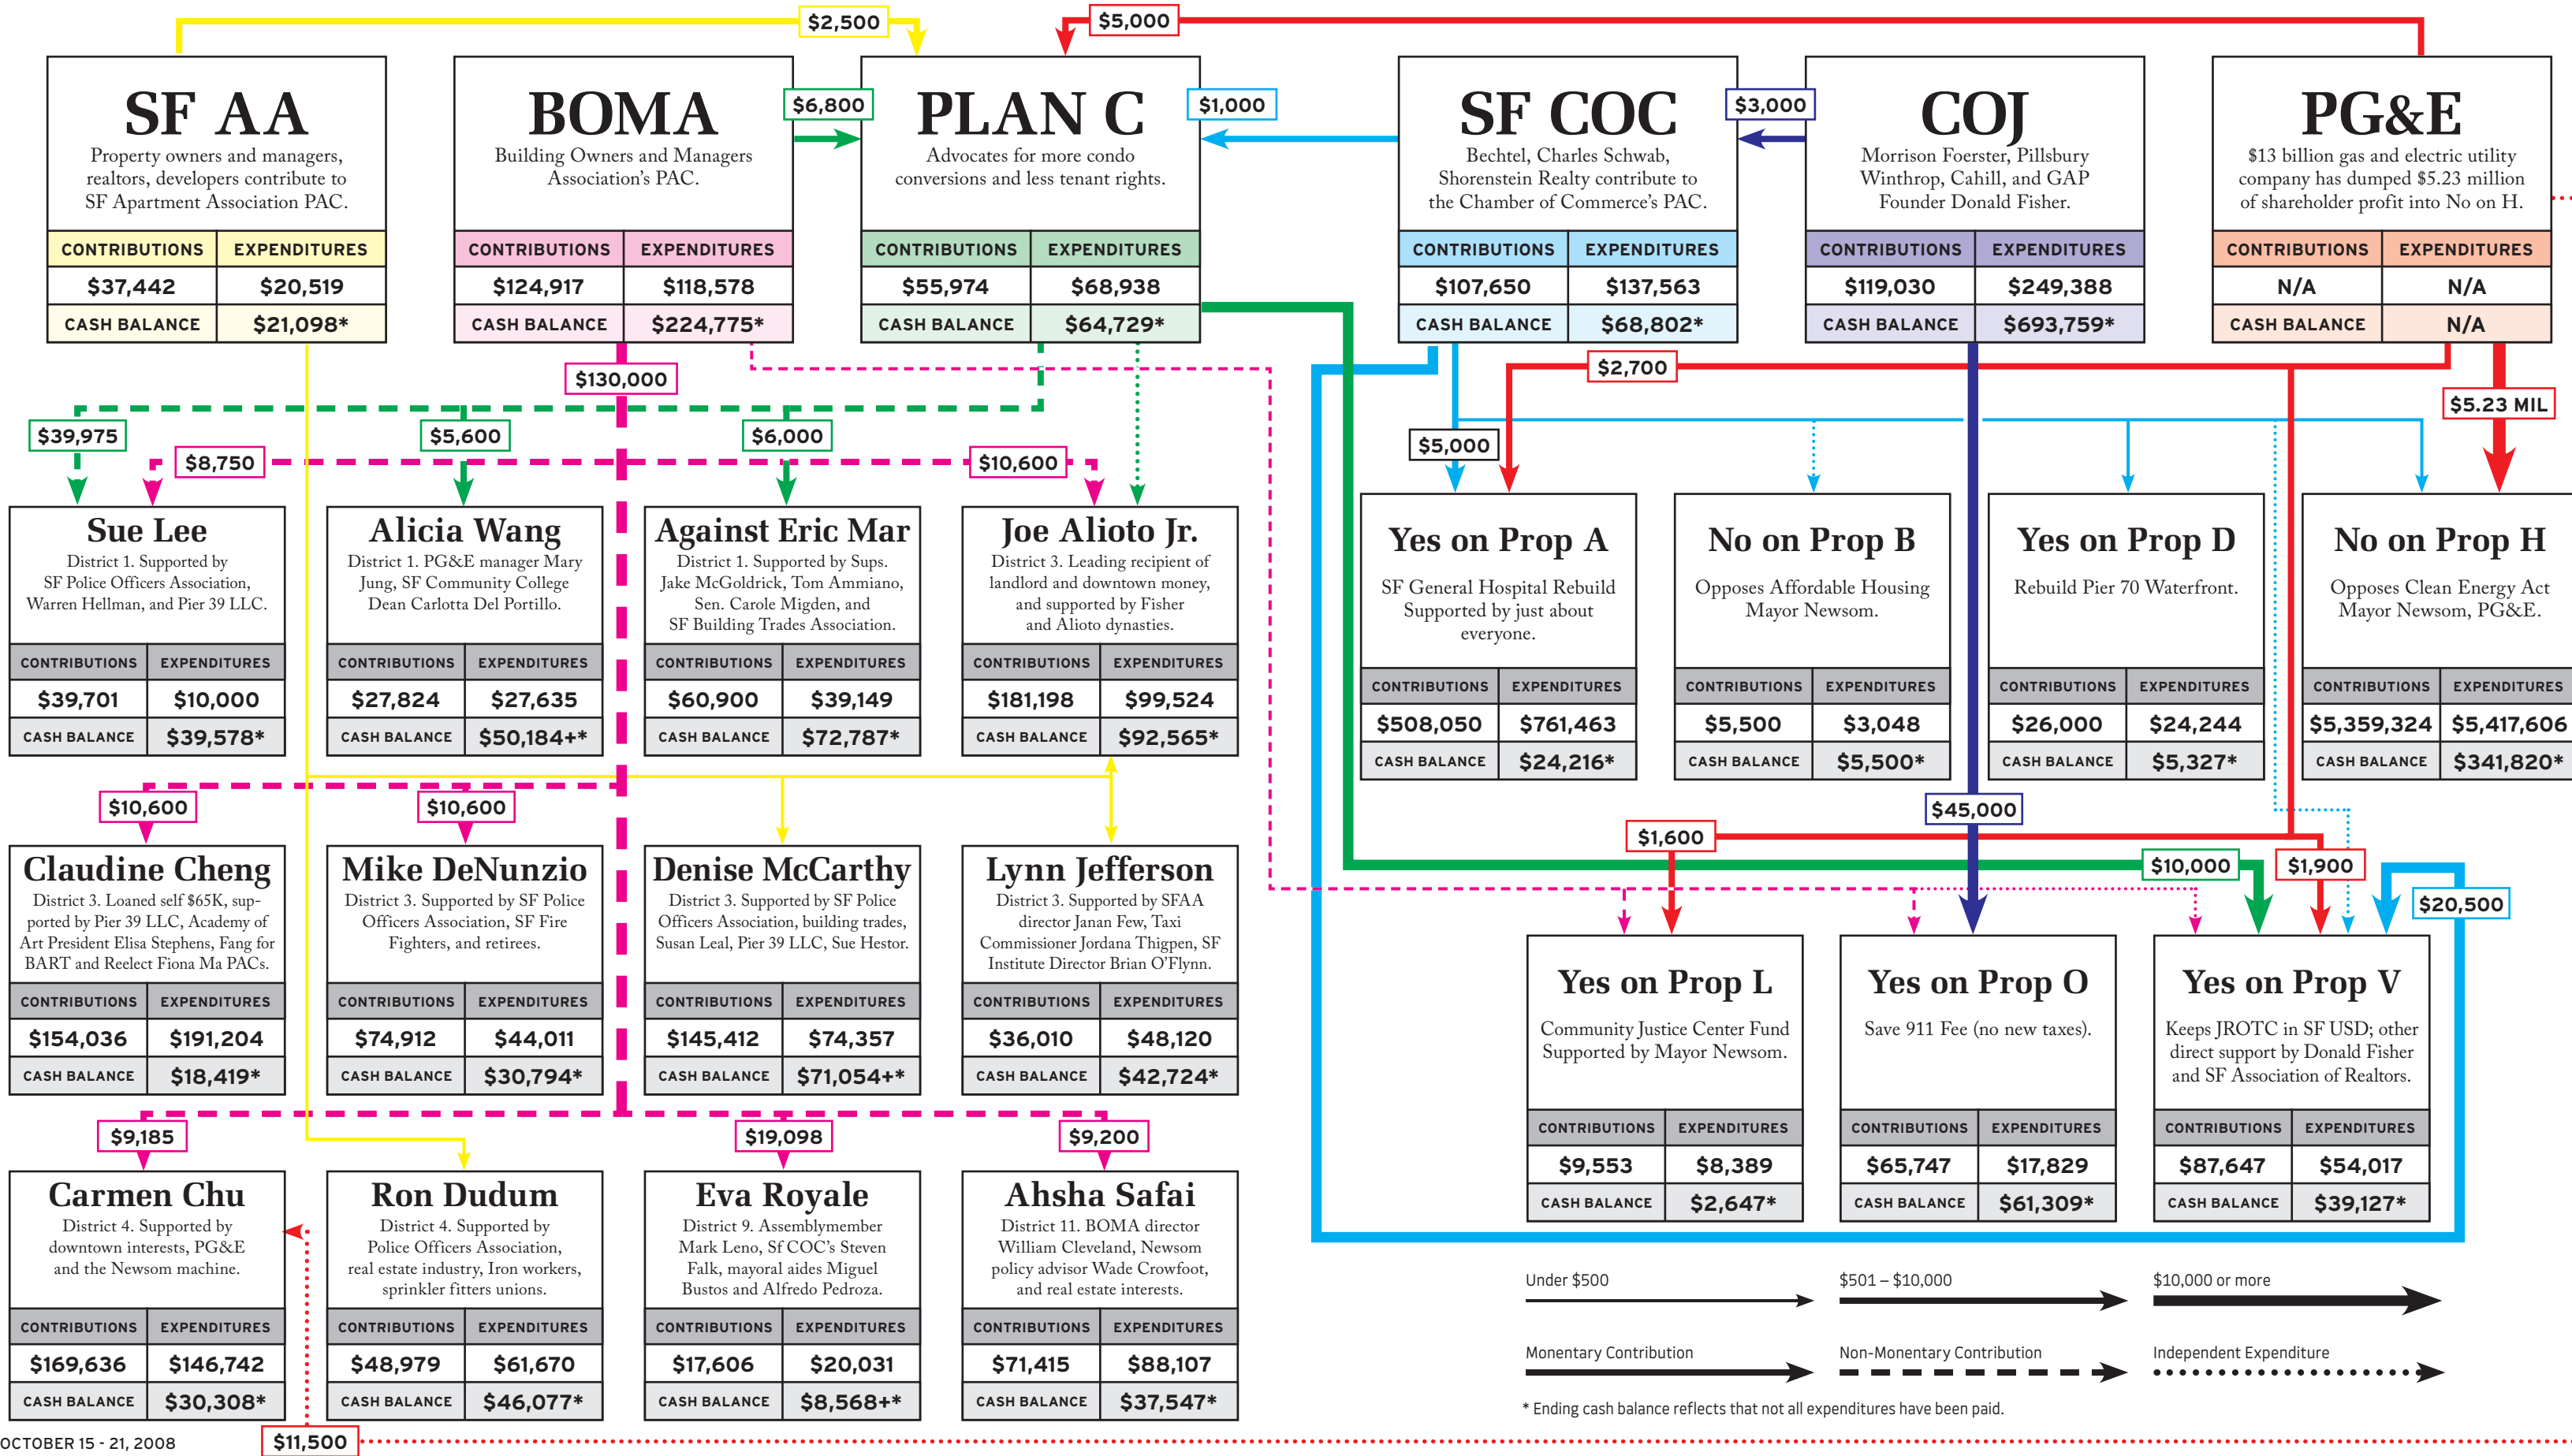 $2,500
$5,000
SF AA
Property owners and managers,
realtors, developers contribute to
SF Apartment Association PAC.
CONTRIBUTIONS EXPENDITURES
$37,442 $20,519
CASH BALANCE $21,098*
BOMA
Building Owners and Managers
Association's PAC.
CONTRIBUTIONS EXPENDITURES
$124,917 $118,578
CASH BALANCE $224,775*
$6,800
PLAN C
Advocates for more condo
conversions and less tenant rights.
CONTRIBUTIONS EXPENDITURES
$55,974 $68,938
CASH BALANCE $64,729*
$1,000
SF COC
Bechtel, Charles Schwab,
Shorenstein Realty contribute to
the Chamber of Commerce's PAC.
CONTRIBUTIONS EXPENDITURES
$107,650 $137,563
CASH BALANCE $68,802*
$3,000
COJ
Morrison Foerster, Pillsbury
Winthrop, Cahill, and GAP
Founder Donald Fisher.
CONTRIBUTIONS EXPENDITURES
$119,030 $249,388
CASH BALANCE $693,759*
PG&E
$13 billion gas and electric utility
company has dumped $5.23 million
of shareholder profit into No on H.
CONTRIBUTIONS EXPENDITURES
N/A N/A
CASH BALANCE N/A
$130,000
$2,700
$5.23 MIL
$39,975
$5,600
$6,000
$5,000
$8,750
$10,600
Sue Lee
District 1. Supported by
SF Police Officers Association,
Warren Hellman, and Pier 39 LLC.
CONTRIBUTIONS EXPENDITURES
$39,701 $10,000
CASH BALANCE $39,578*
Alicia Wang
District 1. PG&E manager Mary
Jung, SF Community College
Dean Carlotta Del Portillo.
CONTRIBUTIONS EXPENDITURES
$27,824 $27,635
CASH BALANCE $50,184+*
Against Eric Mar
District 1. Supported by Sups.
Jake McGoldrick, Tom Ammiano,
Sen. Carole Migden, and
SF Building Trades Association.
CONTRIBUTIONS EXPENDITURES
$60,900 $39,149
CASH BALANCE $72,787*
Joe Alioto Jr.
District 3. Leading recipient of
landlord and downtown money,
and supported by Fisher
and Alioto dynasties.
CONTRIBUTIONS EXPENDITURES
$181,198 $99,524
CASH BALANCE $92,565*
Yes on Prop A
SF General Hospital Rebuild
Supported by just about
everyone.
CONTRIBUTIONS EXPENDITURES
$508,050 $761,463
CASH BALANCE $24,216*
No on Prop B
Opposes Affordable Housing
Mayor Newsom.
CONTRIBUTIONS EXPENDITURES
$5,500 $3,048
CASH BALANCE $5,500*
Yes on Prop D
Rebuild Pier 70 Waterfront.
CONTRIBUTIONS EXPENDITURES
$26,000 $24,244
CASH BALANCE $5,327*
No on Prop H
Opposes Clean Energy Act
Mayor Newsom, PG&E.
CONTRIBUTIONS EXPENDITURES
$5,359,324 $5,417,606
CASH BALANCE $341,820*
$10,600
$10,600
$45,000
$1,600
$10,000
$1,900
$20,500
Claudine Cheng
District 3. Loaned self $65K, sup-
ported by Pier 39 LLC, Academy of
Art President Elisa Stephens, Fang for
BART and Reelect Fiona Ma PACs.
CONTRIBUTIONS EXPENDITURES
$154,036 $191,204
CASH BALANCE $18,419*
Mike DeNunzio
District 3. Supported by SF Police
Officers Association, SF Fire
Fighters, and retirees.
CONTRIBUTIONS EXPENDITURES
$74,912 $44,011
CASH BALANCE $30,794*
Denise McCarthy
District 3. Supported by SF Police
Officers Association, building trades,
Susan Leal, Pier 39 LLC, Sue Hestor.
CONTRIBUTIONS EXPENDITURES
$145,412 $74,357
CASH BALANCE $71,054+*
Lynn Jefferson
District 3. Supported by SFAA
director Janan Few, Taxi
Commissioner Jordana Thigpen, SF
Institute Director Brian O'Flynn.
CONTRIBUTIONS EXPENDITURES
$36,010 $48,120
CASH BALANCE $42,724*
Yes on Prop L
Community Justice Center Fund
Supported by Mayor Newsom.
CONTRIBUTIONS EXPENDITURES
$9,553 $8,389
CASH BALANCE $2,647*
Yes on Prop O
Save 911 Fee (no new taxes).
CONTRIBUTIONS EXPENDITURES
$65,747 $17,829
CASH BALANCE $61,309*
Yes on Prop V
Keeps JROTC in SF USD; other
direct support by Donald Fisher
and SF Association of Realtors.
CONTRIBUTIONS EXPENDITURES
$87,647 $54,017
CASH BALANCE $39,127*
$9,185
$19,098
$9,200
Carmen Chu
District 4. Supported by
downtown interests, PG&E
and the Newsom machine.
CONTRIBUTIONS EXPENDITURES
$169,636 $146,742
CASH BALANCE $30,308*
Ron Dudum
District 4. Supported by
Police Officers Association,
real estate industry, Iron workers,
sprinkler fitters unions.
CONTRIBUTIONS EXPENDITURES
$48,979 $61,670
CASH BALANCE $46,077*
Eva Royale
District 9. Assemblymember
Mark Leno, Sf COC's Steven
Falk, mayoral aides Miguel
Bustos and Alfredo Pedroza.
CONTRIBUTIONS EXPENDITURES
$17,606 $20,031
CASH BALANCE $8,568+*
Ahsha Safai
District 11. BOMA director
William Cleveland, Newsom
policy advisor Wade Crowfoot,
and real estate interests.
CONTRIBUTIONS EXPENDITURES
$71,415 $88,107
CASH BALANCE $37,547*
Under $500
$501 – $10,000
$10,000 or more
Monetary Contribution
Non-Monetary Contribution
Independent Expenditure
* Ending cash balance reflects that not all expenditures have been paid.
OCTOBER 15 - 21, 2008
$11,500